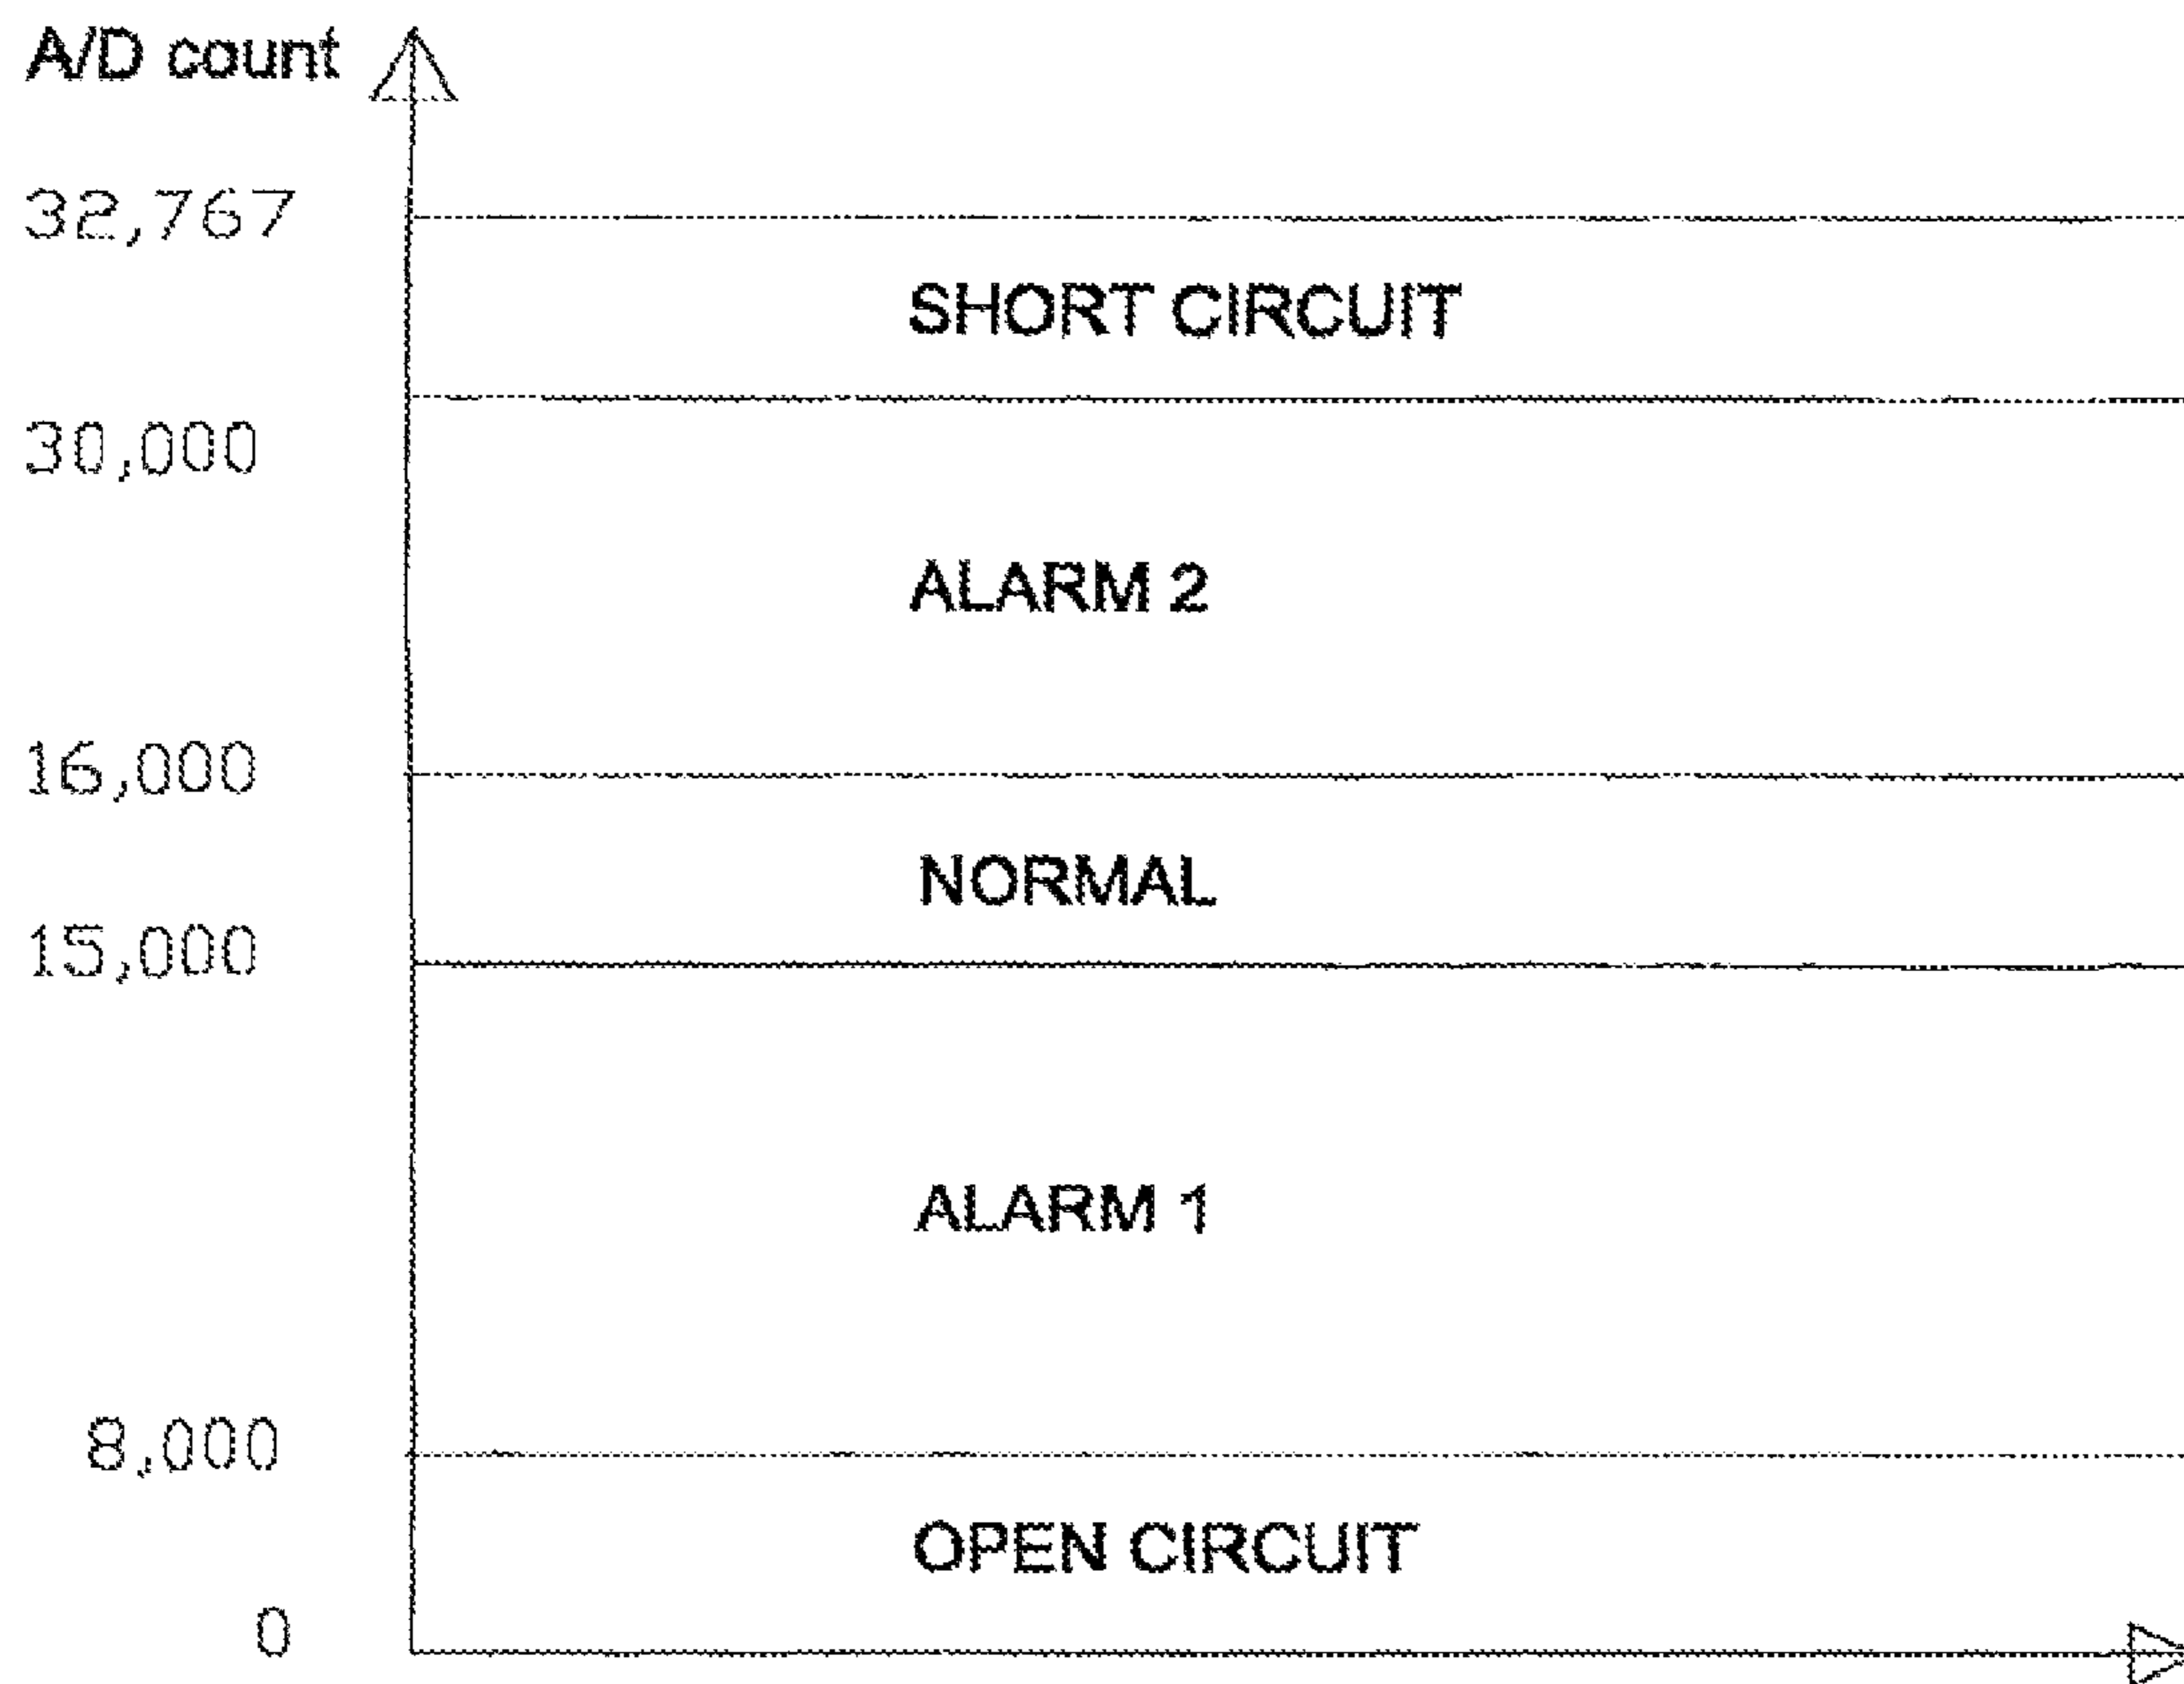 A/D count
32,767
SHORT CIRCUIT
30,000
ALARM 2
16,000
NORMAL
15,000
ALARM 1
8,000
OPEN CIRCUIT
0